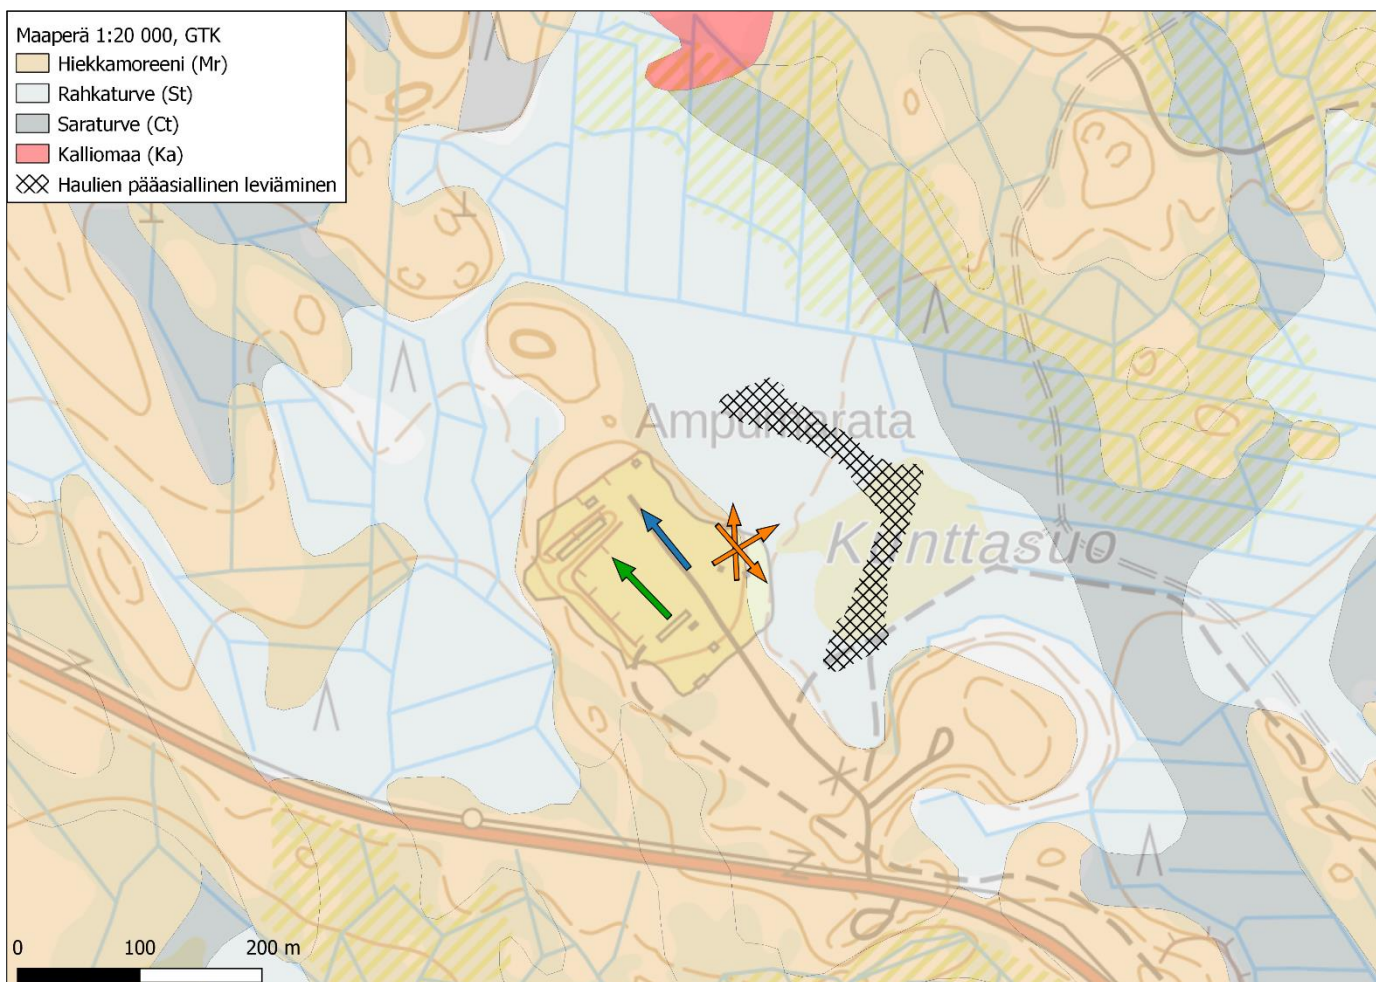 Maaperä 1:20 000, GTK
Hiekkamoreeni (Mr)
Rahkaturve (St)
Saraturve (Ct)
Kalliomaa (Ka)
Haulien pääasiallinen leviäminen
Ampumarata
Kunttasuo
0 100 200 m